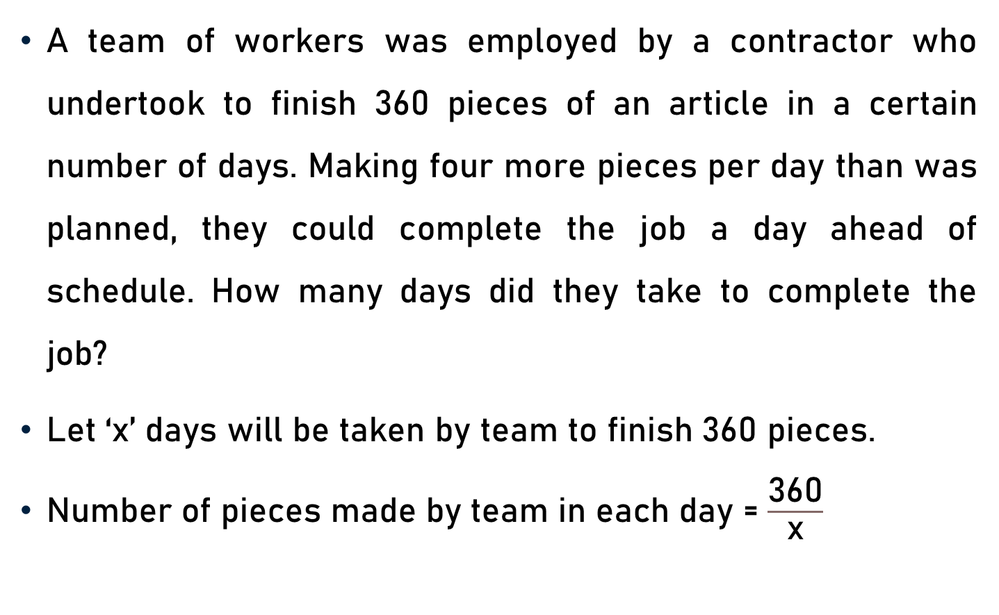 • A team of workers was employed by a contractor who
undertook to finish 360 pieces of an article in a certain
number of days. Making four more pieces per day than was
planned, they could complete the job a day ahead of
schedule. How many days did they take to complete the
job?
• Let ‘x’ days will be taken by team to finish 360 pieces.
• Number of pieces made by team in each day = 360/x